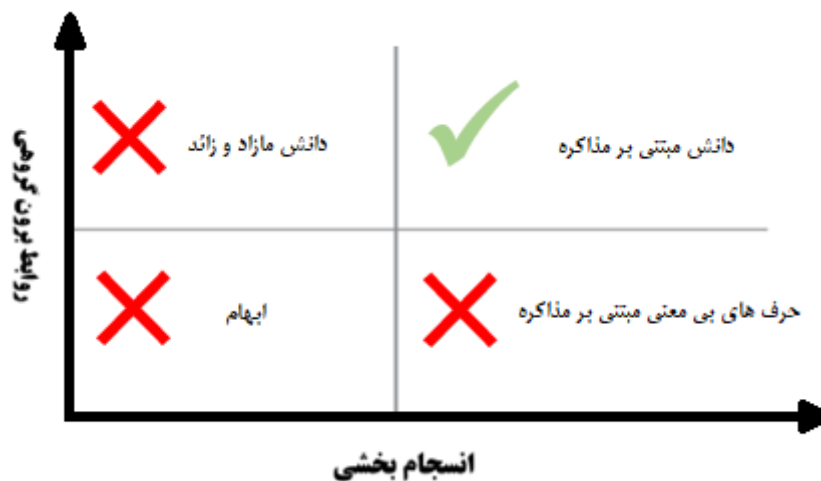 دانش مبتنی بر مذاکره
دانش مازاد و زائد
حرف های بی معنی مبتنی بر مذاکره
ابهام
روابط برون گروهی
انسجام بخشی